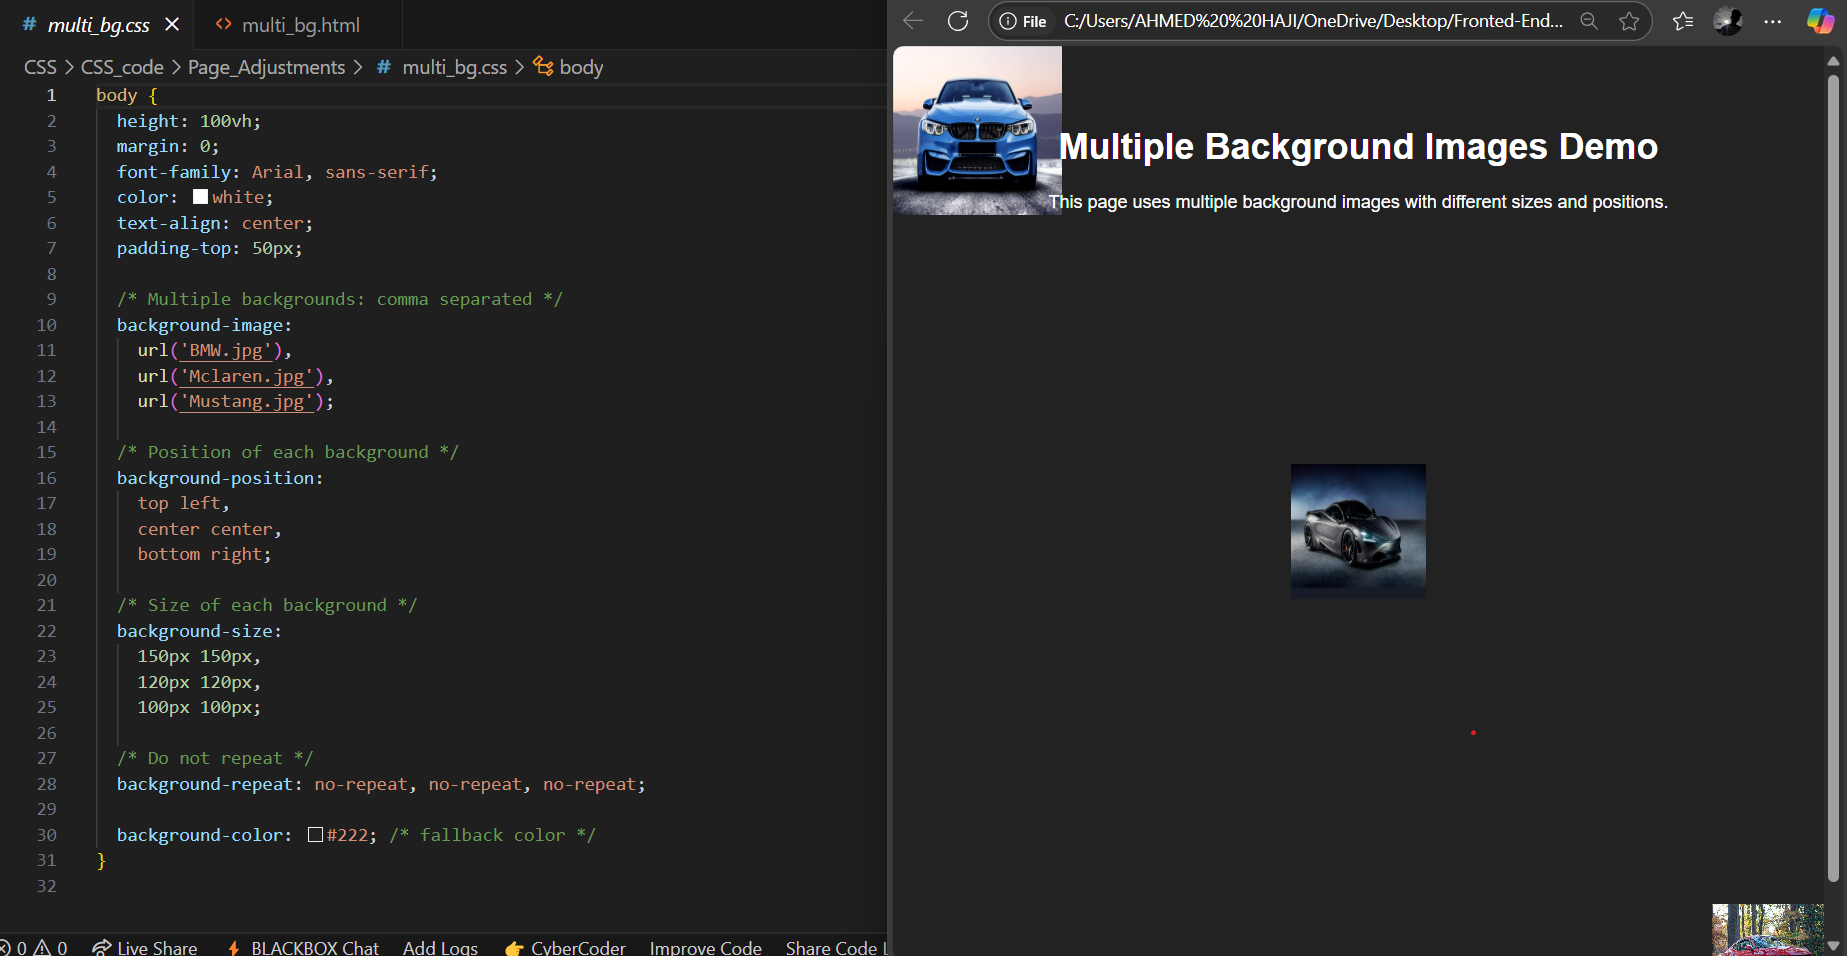 # multi_bg.css
<> multi_bg.html
CSS > CSS_code > Page_Adjustments > # multi_bg.css > body
1 body {
2 height: 100vh;
3 margin: 0;
4 font-family: Arial, sans-serif;
5 color: white;
6 text-align: center;
7 padding-top: 50px;
8
9 /* Multiple backgrounds: comma separated */
10 background-image:
11 url('BMW.jpg'),
12 url('Mclaren.jpg'),
13 url('Mustang.jpg');
14
15 /* Position of each background */
16 background-position:
17 top left,
18 center center,
19 bottom right;
20
21 /* Size of each background */
22 background-size:
23 150px 150px,
24 120px 120px,
25 100px 100px;
26
27 /* Do not repeat */
28 background-repeat: no-repeat, no-repeat, no-repeat;
29
30 background-color: #222; /* fallback color */
31 }
32
0 0 Live Share BLACKBOX Chat Add Logs CyberCoder Improve Code Share Code L
File C:/Users/AHMED%20%20HAJI/OneDrive/Desktop/Fronted-End...
Multiple Background Images Demo
This page uses multiple background images with different sizes and positions.